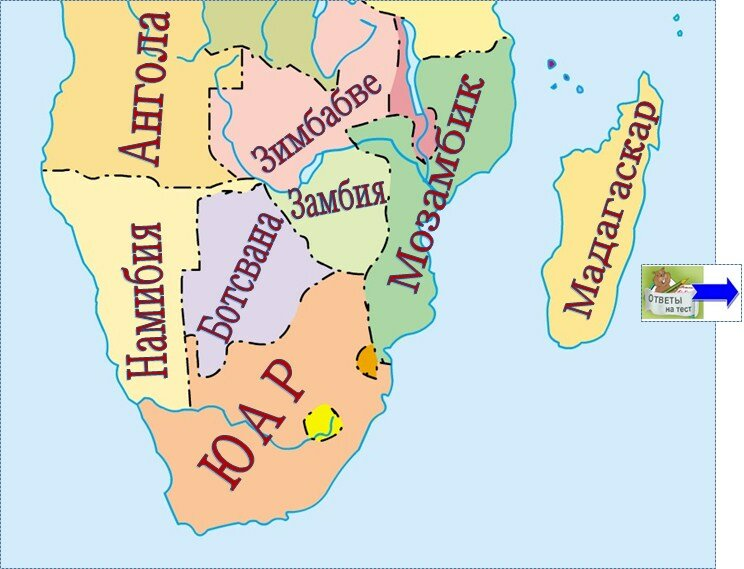 Ангола
Зимбабве
Мозамбик
Замбия
Мадагаскар
Намибия
Ботсвана
ЮАР
ОТВЕТЫ
на тест